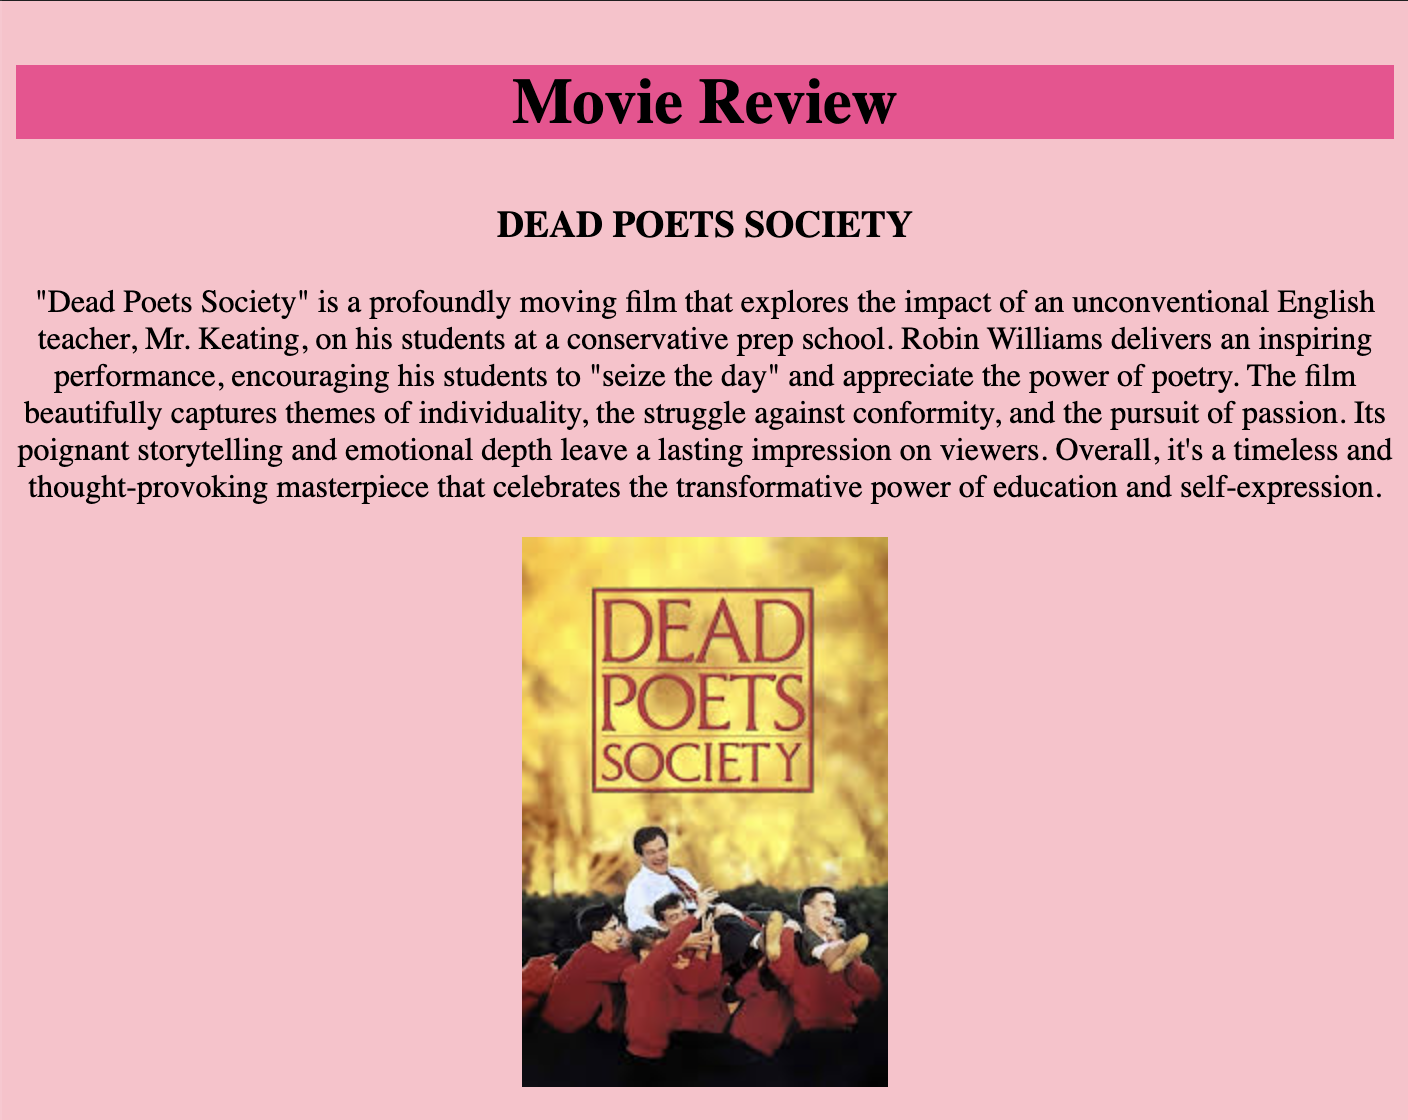 Movie Review
DEAD POETS SOCIETY
"Dead Poets Society" is a profoundly moving film that explores the impact of an unconventional English
teacher, Mr. Keating, on his students at a conservative prep school. Robin Williams delivers an inspiring
performance, encouraging his students to "seize the day" and appreciate the power of poetry. The film
beautifully captures themes of individuality, the struggle against conformity, and the pursuit of passion. Its
poignant storytelling and emotional depth leave a lasting impression on viewers. Overall, it's a timeless and
thought-provoking masterpiece that celebrates the transformative power of education and self-expression.
DEAD
POETS
SOCIETY